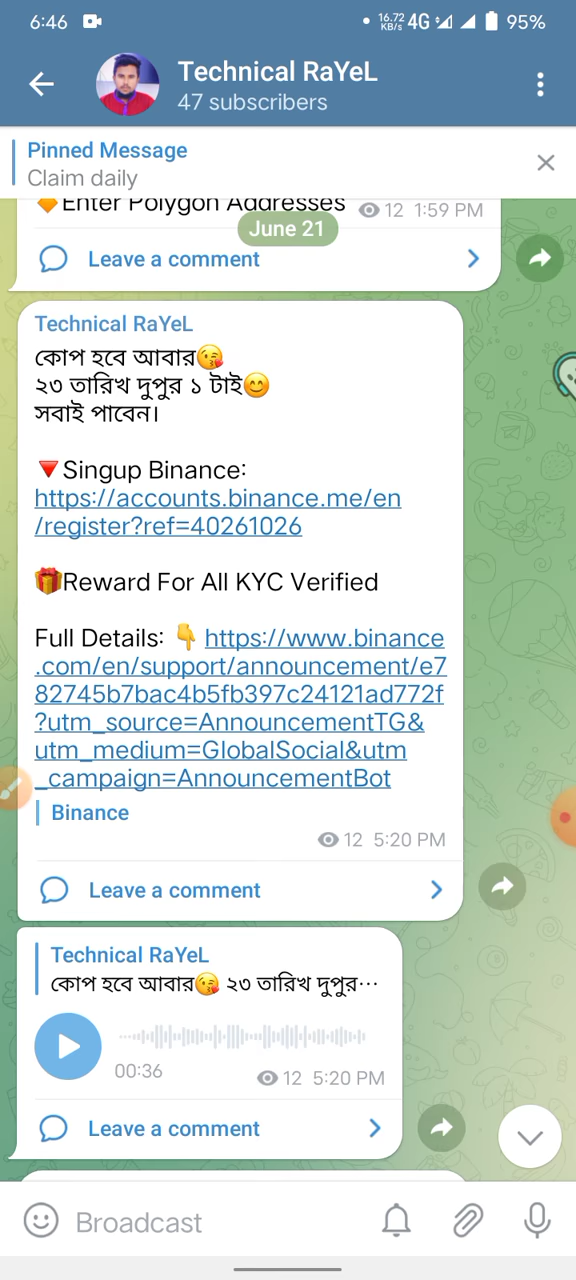 6:46
16.72 KB/s 4G 95%
Technical RaYeL
47 subscribers
Pinned Message
Claim daily
🔶Enter Polygon Addresses 12 1:59 PM
June 21
Leave a comment
Technical RaYeL
কোপ হবে আবার😘
২৩ তারিখ দুপুর ১ টাই😊
সবাই পাবেন।
🔻Singup Binance:
https://accounts.binance.me/en
/register?ref=40261026
🎁Reward For All KYC Verified
Full Details: 👇 https://www.binance
.com/en/support/announcement/e7
82745b7bac4b5fb397c24121ad772f
?utm_source=AnnouncementTG&
utm_medium=GlobalSocial&utm
_campaign=AnnouncementBot
Binance
12 5:20 PM
Leave a comment
Technical RaYeL
কোপ হবে আবার😘 ২৩ তারিখ দুপুর···
00:36
12 5:20 PM
Leave a comment
Broadcast